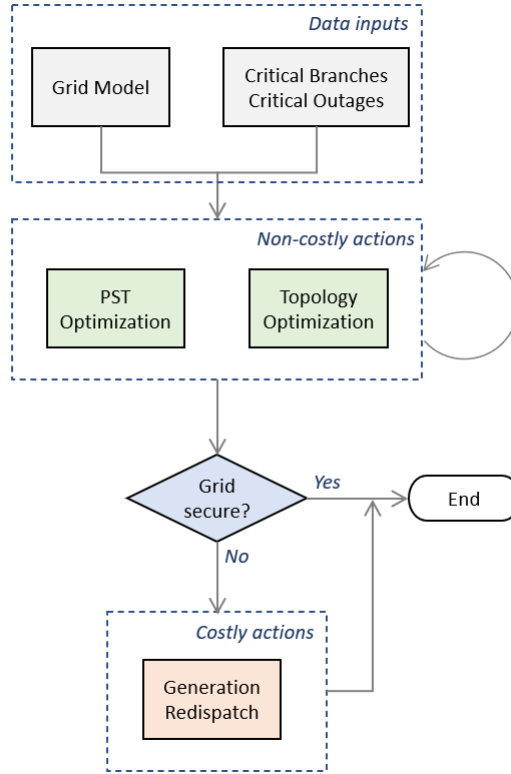 Data inputs
Grid Model
Critical Branches
Critical Outages
Non-costly actions
PST
Optimization
Topology
Optimization
Grid
secure?
Yes
End
No
Costly actions
Generation
Redispatch